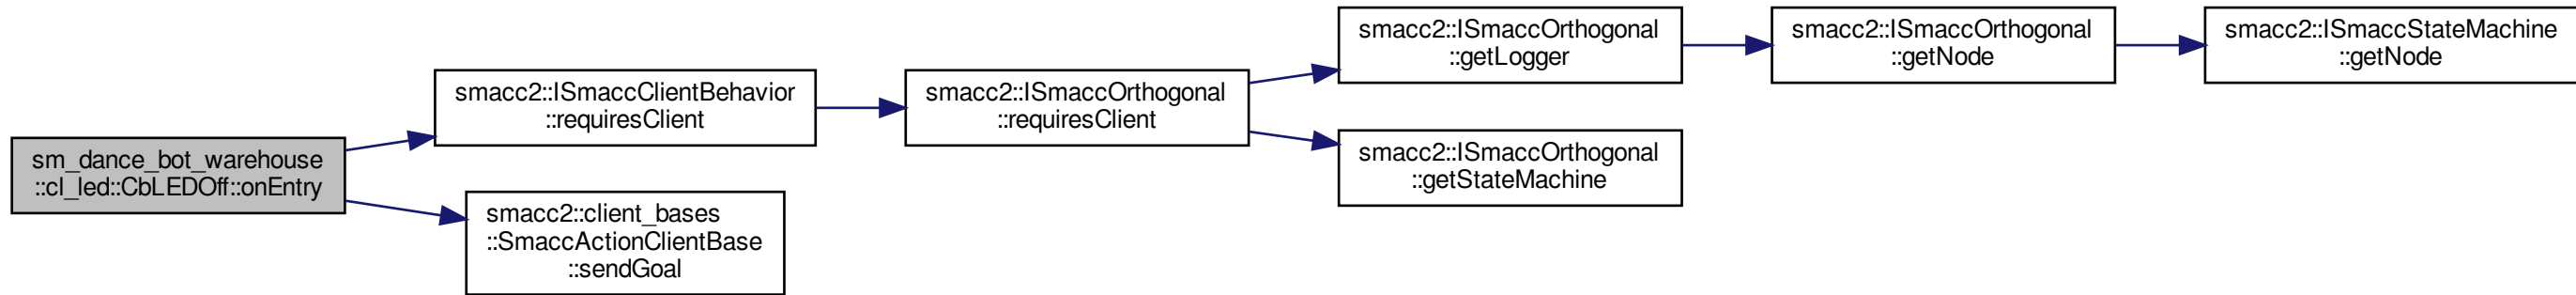 sm_dance_bot_warehouse
::cl_led::CbLEDOff::onEntry
smacc2::ISmaccClientBehavior
::requiresClient
smacc2::client_bases
::SmaccActionClientBase
::sendGoal
smacc2::ISmaccOrthogonal
::requiresClient
smacc2::ISmaccOrthogonal
::getLogger
smacc2::ISmaccOrthogonal
::getStateMachine
smacc2::ISmaccOrthogonal
::getNode
smacc2::ISmaccStateMachine
::getNode